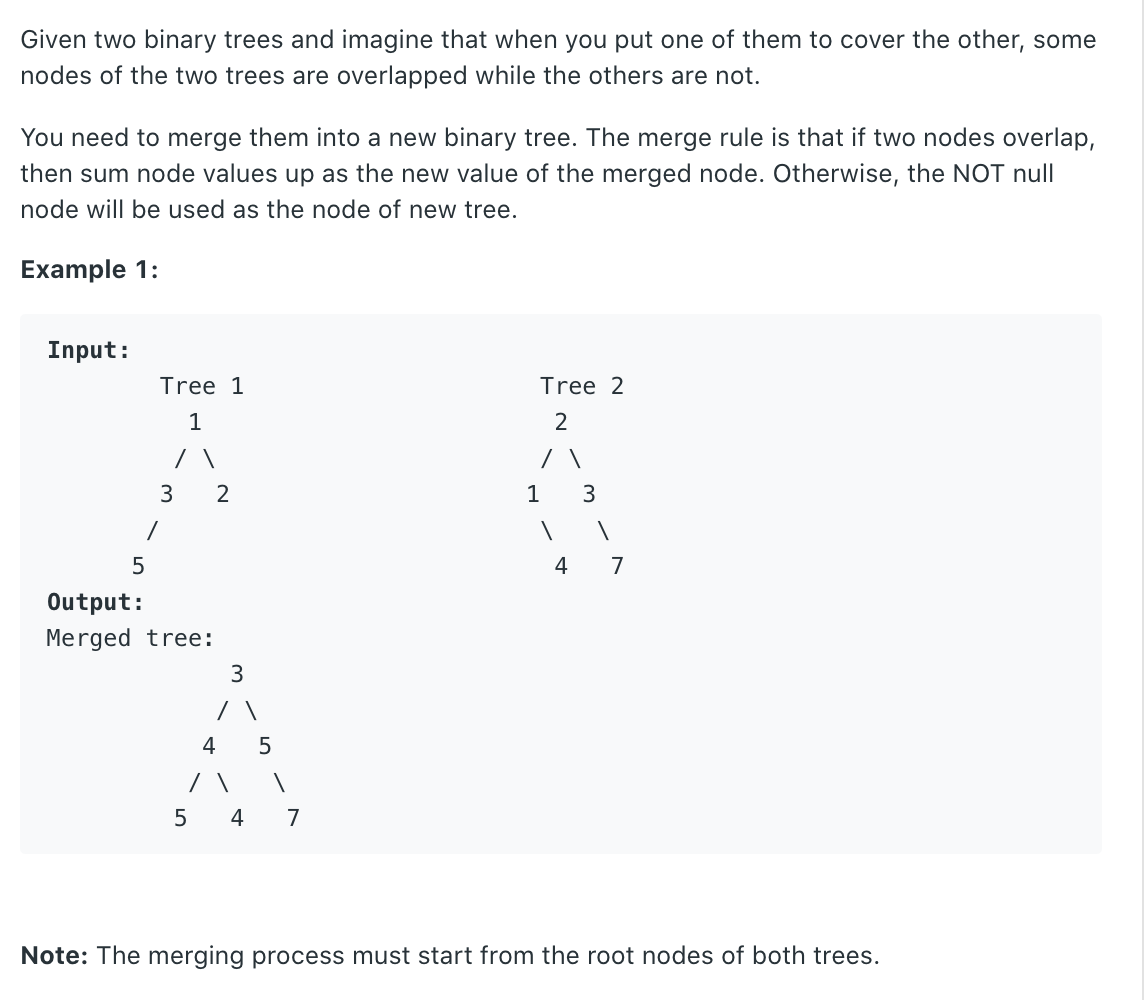 Given two binary trees and imagine that when you put one of them to cover the other, some
nodes of the two trees are overlapped while the others are not.
You need to merge them into a new binary tree. The merge rule is that if two nodes overlap,
then sum node values up as the new value of the merged node. Otherwise, the NOT null
node will be used as the node of new tree.
Example 1:
Input:
        Tree 1                     Tree 2
          1                         2
         / \                       / \
        3   2                     1   3
       /                           \   \
      5                             4   7
Output:
Merged tree:
             3
            / \
           4   5
          / \   \
         5   4   7
Note: The merging process must start from the root nodes of both trees.